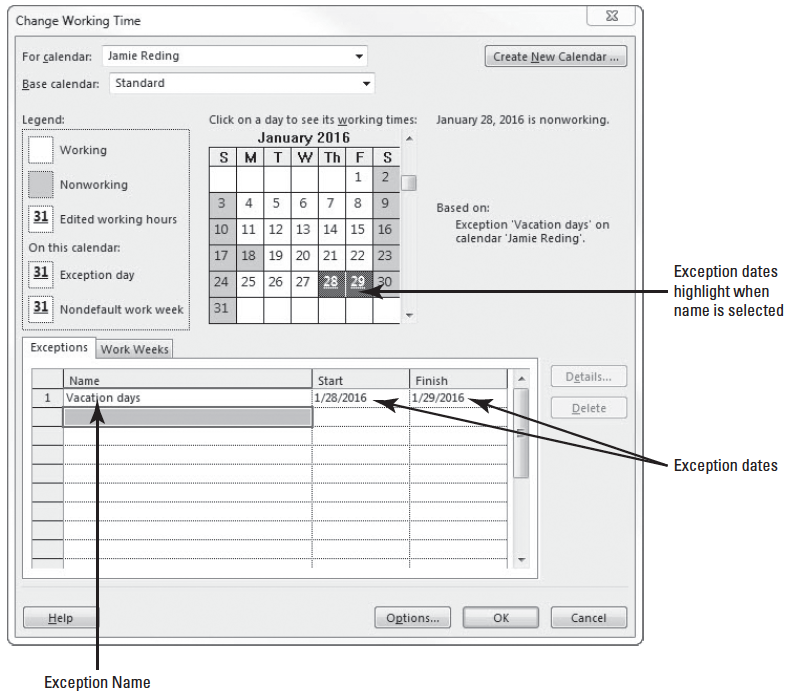 Change Working Time
For calendar: Jamie Reding
Create New Calendar ...
Base calendar: Standard
Legend:
Working
Nonworking
31 Edited working hours
On this calendar:
31 Exception day
31 Nondefault work week
Click on a day to see its working times:
January 2016
S M T W Th F S
1 2
3 4 5 6 7 8 9
10 11 12 13 14 15 16
17 18 19 20 21 22 23
24 25 26 27 28 29 30
31
January 28, 2016 is nonworking.
Based on:
Exception 'Vacation days' on
calendar 'Jamie Reding'.
Exception dates
highlight when
name is selected
Exceptions Work Weeks
Name Start Finish
1 Vacation days 1/28/2016 1/29/2016
Details...
Delete
Exception dates
Help
Options...
OK
Cancel
Exception Name